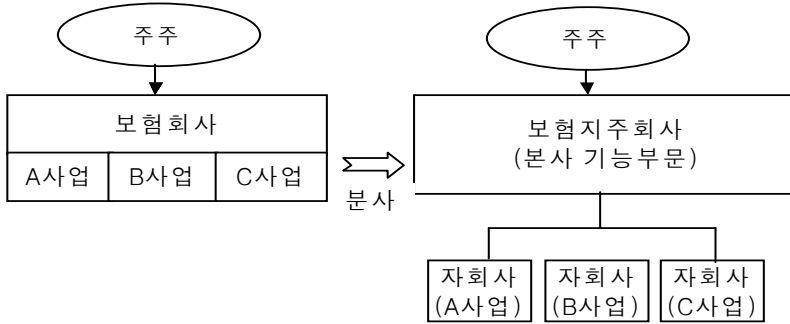 주주
보험회사
A사업 B사업 C사업
분사
주주
보험지주회사
(본사 기능부문)
자회사
(A사업)
자회사
(B사업)
자회사
(C사업)